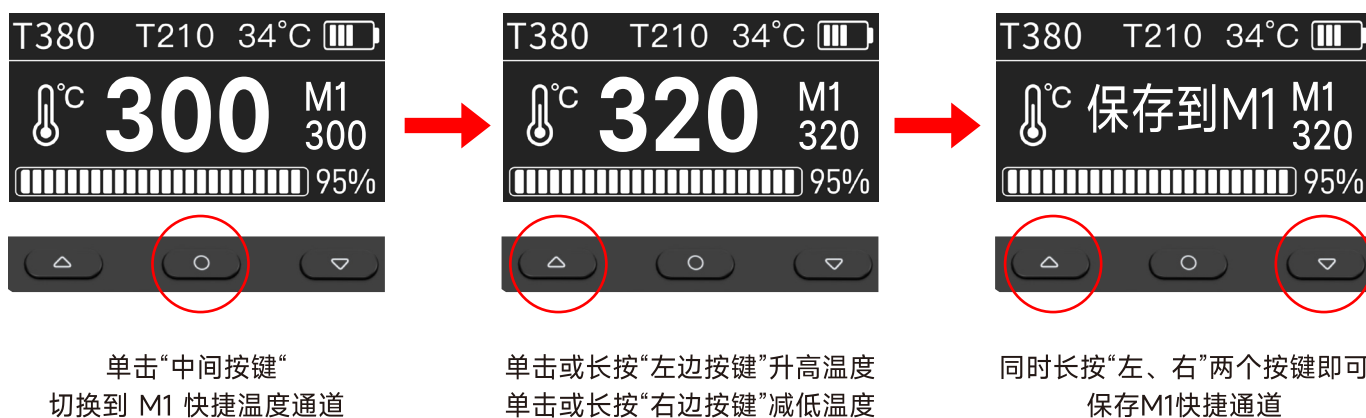 T380 T210 34°C
°C 300 M1
300
95%
单击“中间按键“
切换到 M1 快捷温度通道
T380 T210 34°C
°C 320 M1
320
95%
单击或长按“左边按键”升高温度
单击或长按“右边按键”减低温度
T380 T210 34°C
°C 保存到M1 M1
320
95%
同时长按“左、右”两个按键即可
保存M1快捷通道